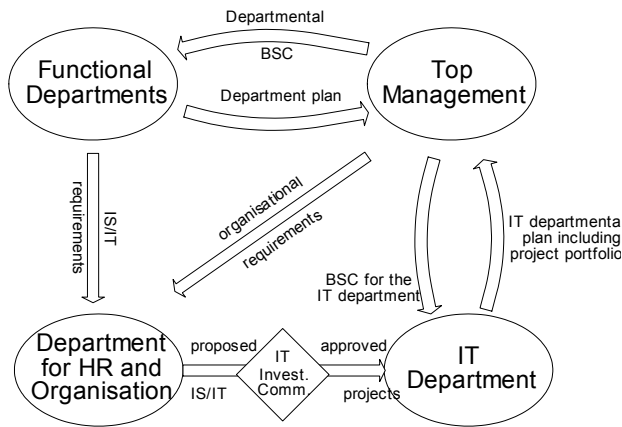 Departmental
BSC
Functional
Departments
Top
Management
Department plan
IS/IT
requirements
organisational
requirements
IT departmental
plan including
project portfolio
BSC for the
IT department
Department
for HR and
Organisation
proposed
IS/IT
IT
Invest.
Comm.
approved
projects
IT
Department